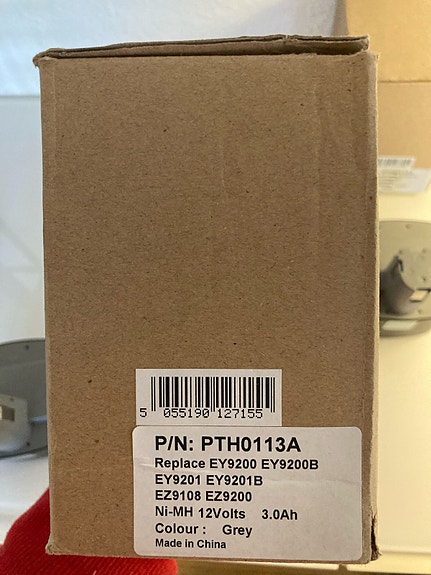 5 055190 127155
P/N: PTH0113A
Replace EY9200 EY9200B
EY9201 EY9201B
EZ9108 EZ9200
Ni-MH 12Volts 3.0Ah
Colour : Grey
Made in China